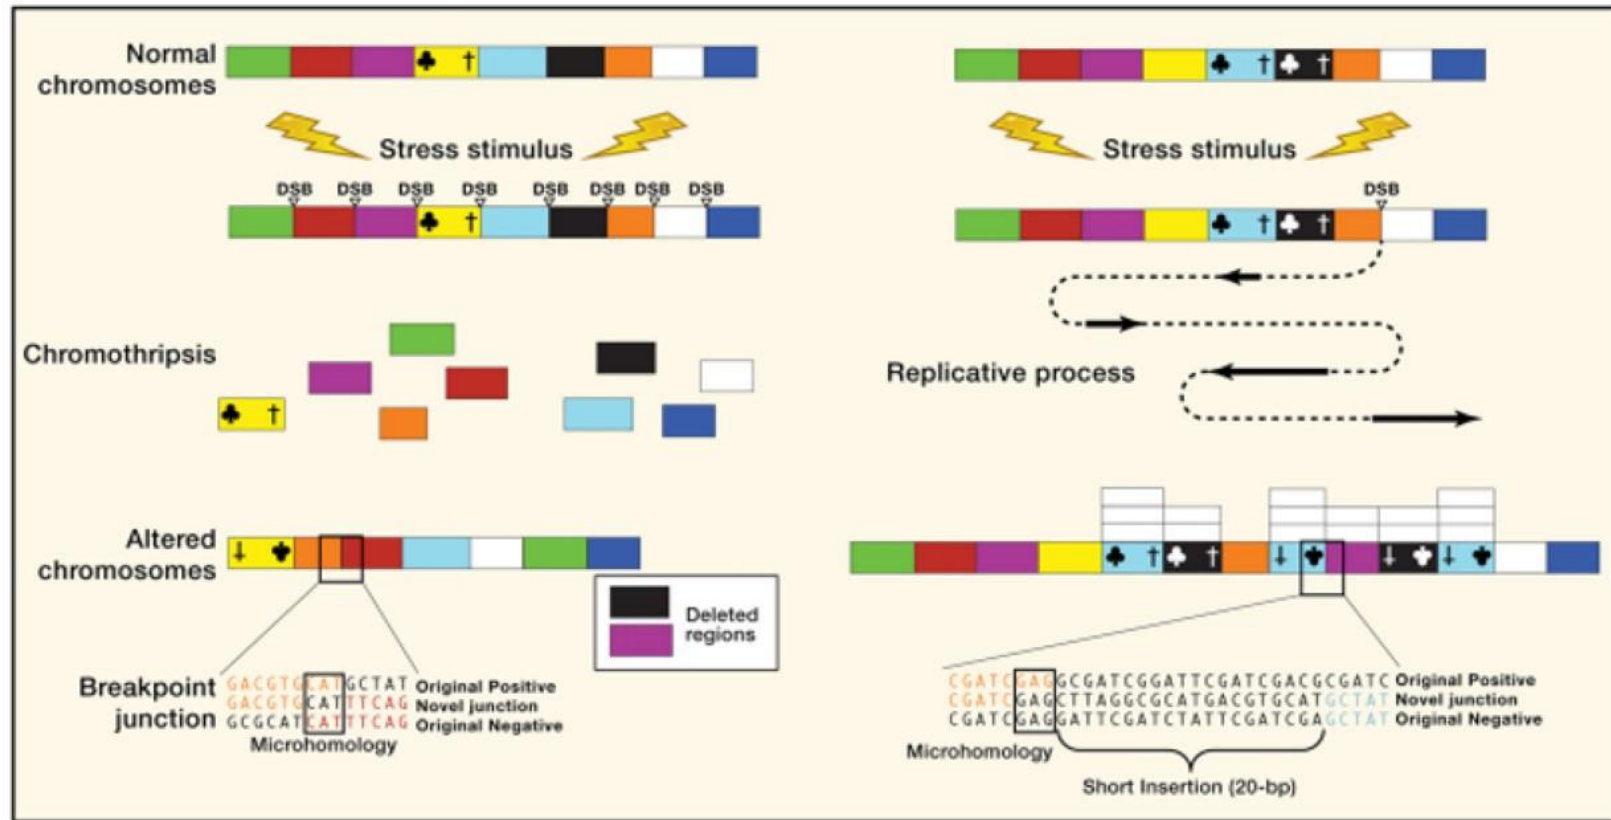 Normal
chromosomes
Stress stimulus
DSB DSB DSB DSB DSB DSB DSB DSB
Chromothripsis
Altered
chromosomes
Deleted
regions
Breakpoint
junction
GACGTGCATGCTAT Original Positive
GACGTGCATTTCAG Novel junction
GCGCATCATTTCAG Original Negative
Microhomology
Stress stimulus
DSB
Replicative process
CGATCGAGGCGATCGGATTCGATCGACGCGATC Original Positive
CGATCGAGCTTAGGCGCATGACGTGCATGCTAT Novel junction
CGATCGAGGATTCGATCTATTCGATCGAGCTAT Original Negative
Microhomology
Short Insertion (20-bp)